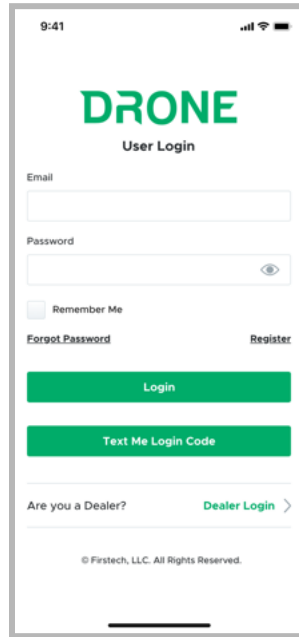 9:41
DRONE
User Login
Email
Password
Remember Me
Forgot Password Register
Login
Text Me Login Code
Are you a Dealer? Dealer Login
© Firstech, LLC. All Rights Reserved.